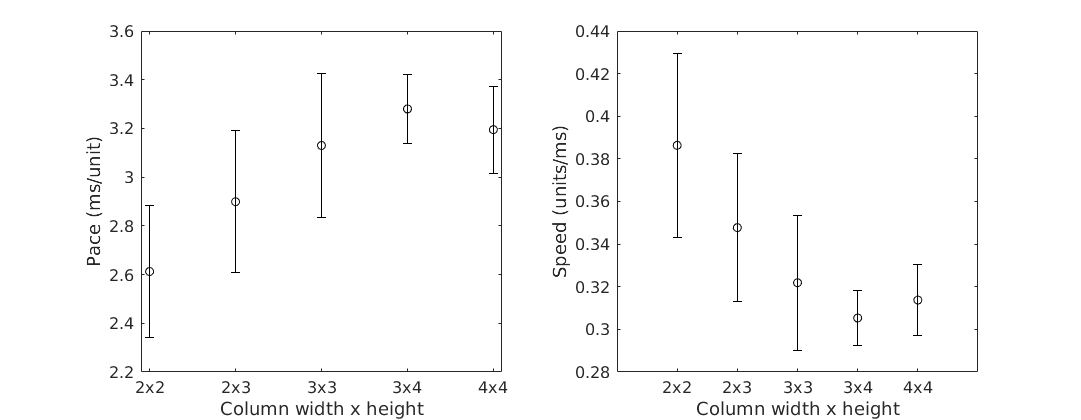 Pace (ms/unit)
3.6
3.4
3.2
3
2.8
2.6
2.4
2.2
2x2 2x3 3x3 3x4 4x4
Column width x height
Speed (units/ms)
0.44
0.42
0.4
0.38
0.36
0.34
0.32
0.3
0.28
2x2 2x3 3x3 3x4 4x4
Column width x height